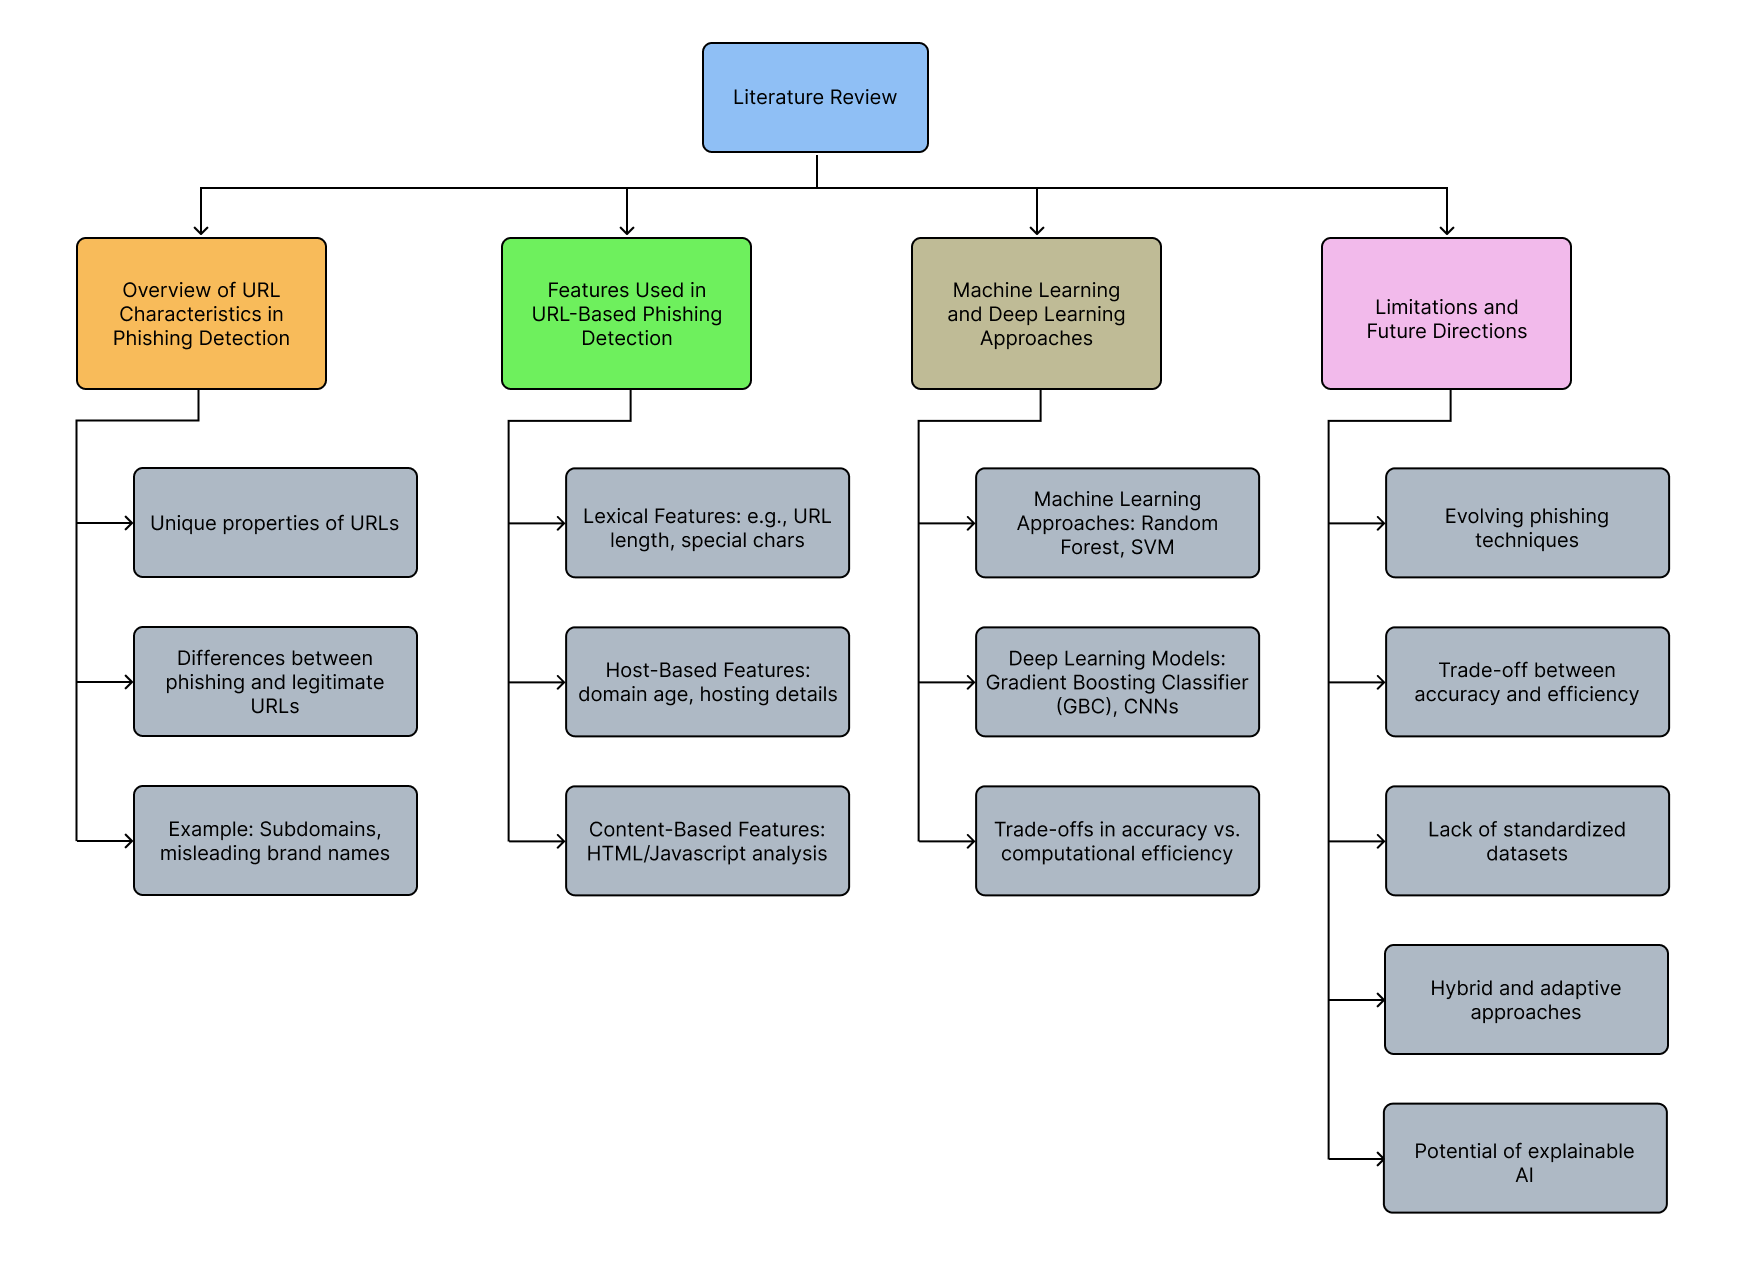 Literature Review
Overview of URL
Characteristics in
Phishing Detection
Features Used in
URL-Based Phishing
Detection
Machine Learning
and Deep Learning
Approaches
Limitations and
Future Directions
Unique properties of URLs
Differences between
phishing and legitimate
URLs
Example: Subdomains,
misleading brand names
Lexical Features: e.g., URL
length, special chars
Host-Based Features:
domain age, hosting details
Content-Based Features:
HTML/Javascript analysis
Machine Learning
Approaches: Random
Forest, SVM
Deep Learning Models:
Gradient Boosting Classifier
(GBC), CNNs
Trade-offs in accuracy vs.
computational efficiency
Evolving phishing
techniques
Trade-off between
accuracy and efficiency
Lack of standardized
datasets
Hybrid and adaptive
approaches
Potential of explainable
AI